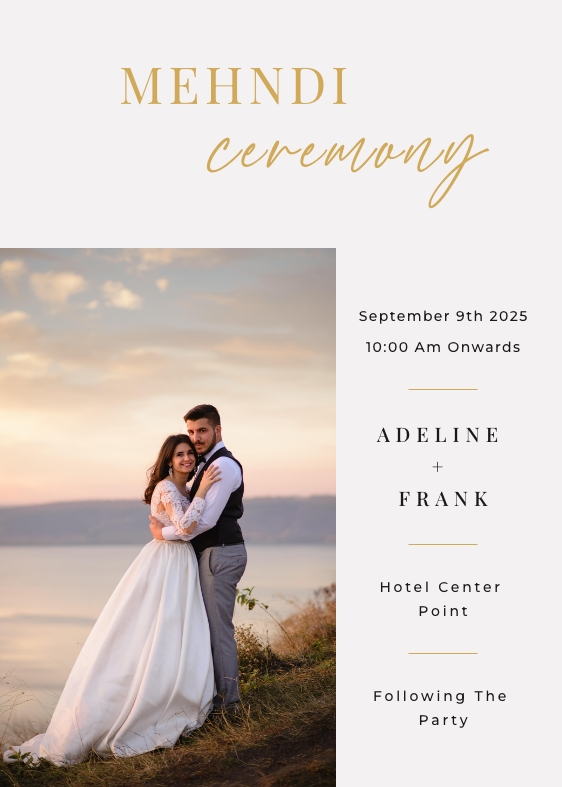 MEHNDI
ceremony
September 9th 2025
10:00 Am Onwards
ADELINE
+
FRANK
Hotel Center
Point
Following The
Party